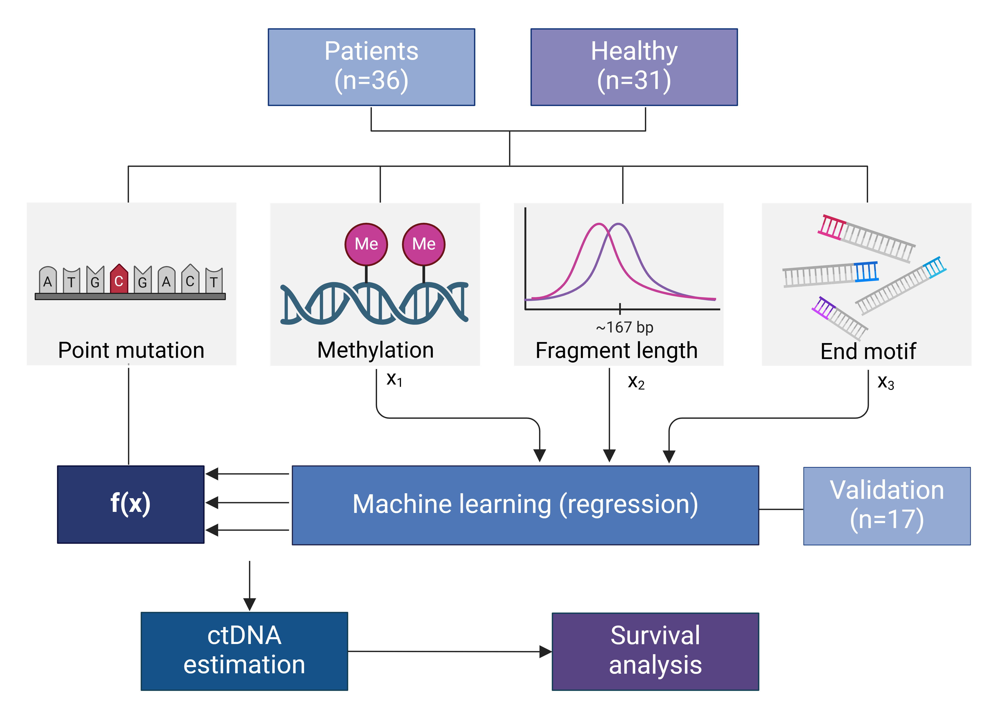 Patients
(n=36)
Healthy
(n=31)
A T G C G A C T
Point mutation
Me Me
Methylation
~167 bp
Fragment length
End motif
x₁
x₂
x₃
f(x)
Machine learning (regression)
Validation
(n=17)
ctDNA
estimation
Survival
analysis